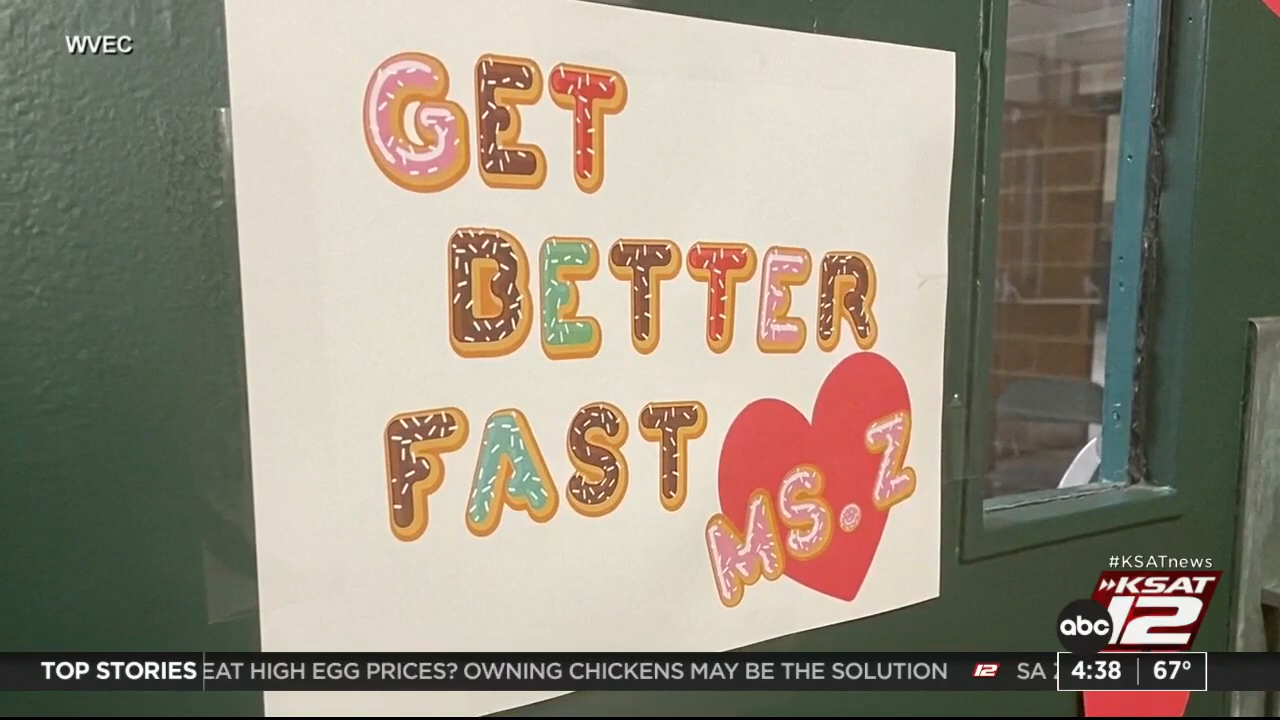 WVEC
GET
BETTER
FAST
MS. Z
#KSATnews
KSAT
abc 12
TOP STORIES EAT HIGH EGG PRICES? OWNING CHICKENS MAY BE THE SOLUTION 12 SA 4:38 67°